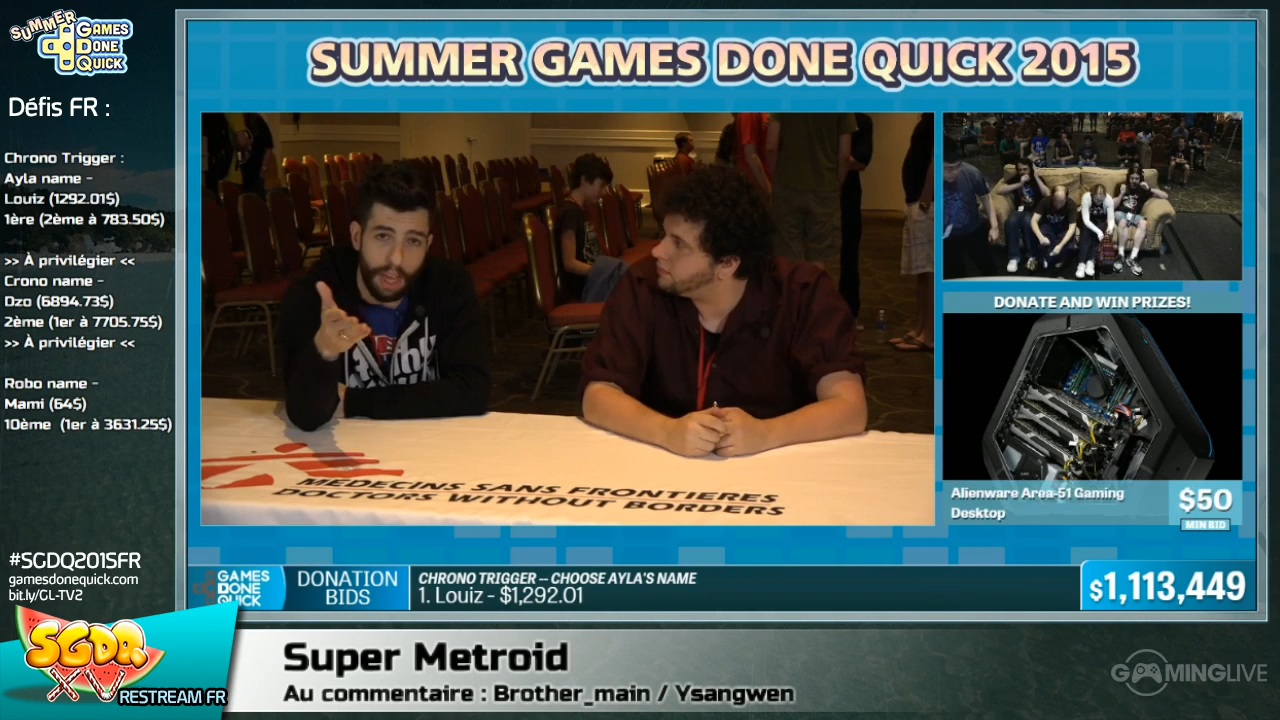 SUMMER
GAMES
DONE
QUICK
SUMMER GAMES DONE QUICK 2015
Défis FR :
Chrono Trigger :
Ayla name -
Louiz (1292.01$)
1ère (2ème à 783.50$)
>> À privilégier <<
Crono name -
Dzo (6894.73$)
2ème (1er à 7705.75$)
>> À privilégier <<
Robo name -
Mami (64$)
10ème (1er à 3631.25$)
MEDECINS SANS FRONTIERES
DOCTORS WITHOUT BORDERS
DONATE AND WIN PRIZES!
Alienware Area-51 Gaming
Desktop
$50
MIN BID
#SGDQ2015FR
gamesdonequick.com
bit.ly/GL-TV2
GAMES
DONE
QUICK
DONATION
BIDS
CHRONO TRIGGER -- CHOOSE AYLA'S NAME
1. Louiz - $1,292.01
$1,113,449
SGDQ
XV
RESTREAM FR
Super Metroid
Au commentaire : Brother_main / Ysangwen
GAMINGLIVE